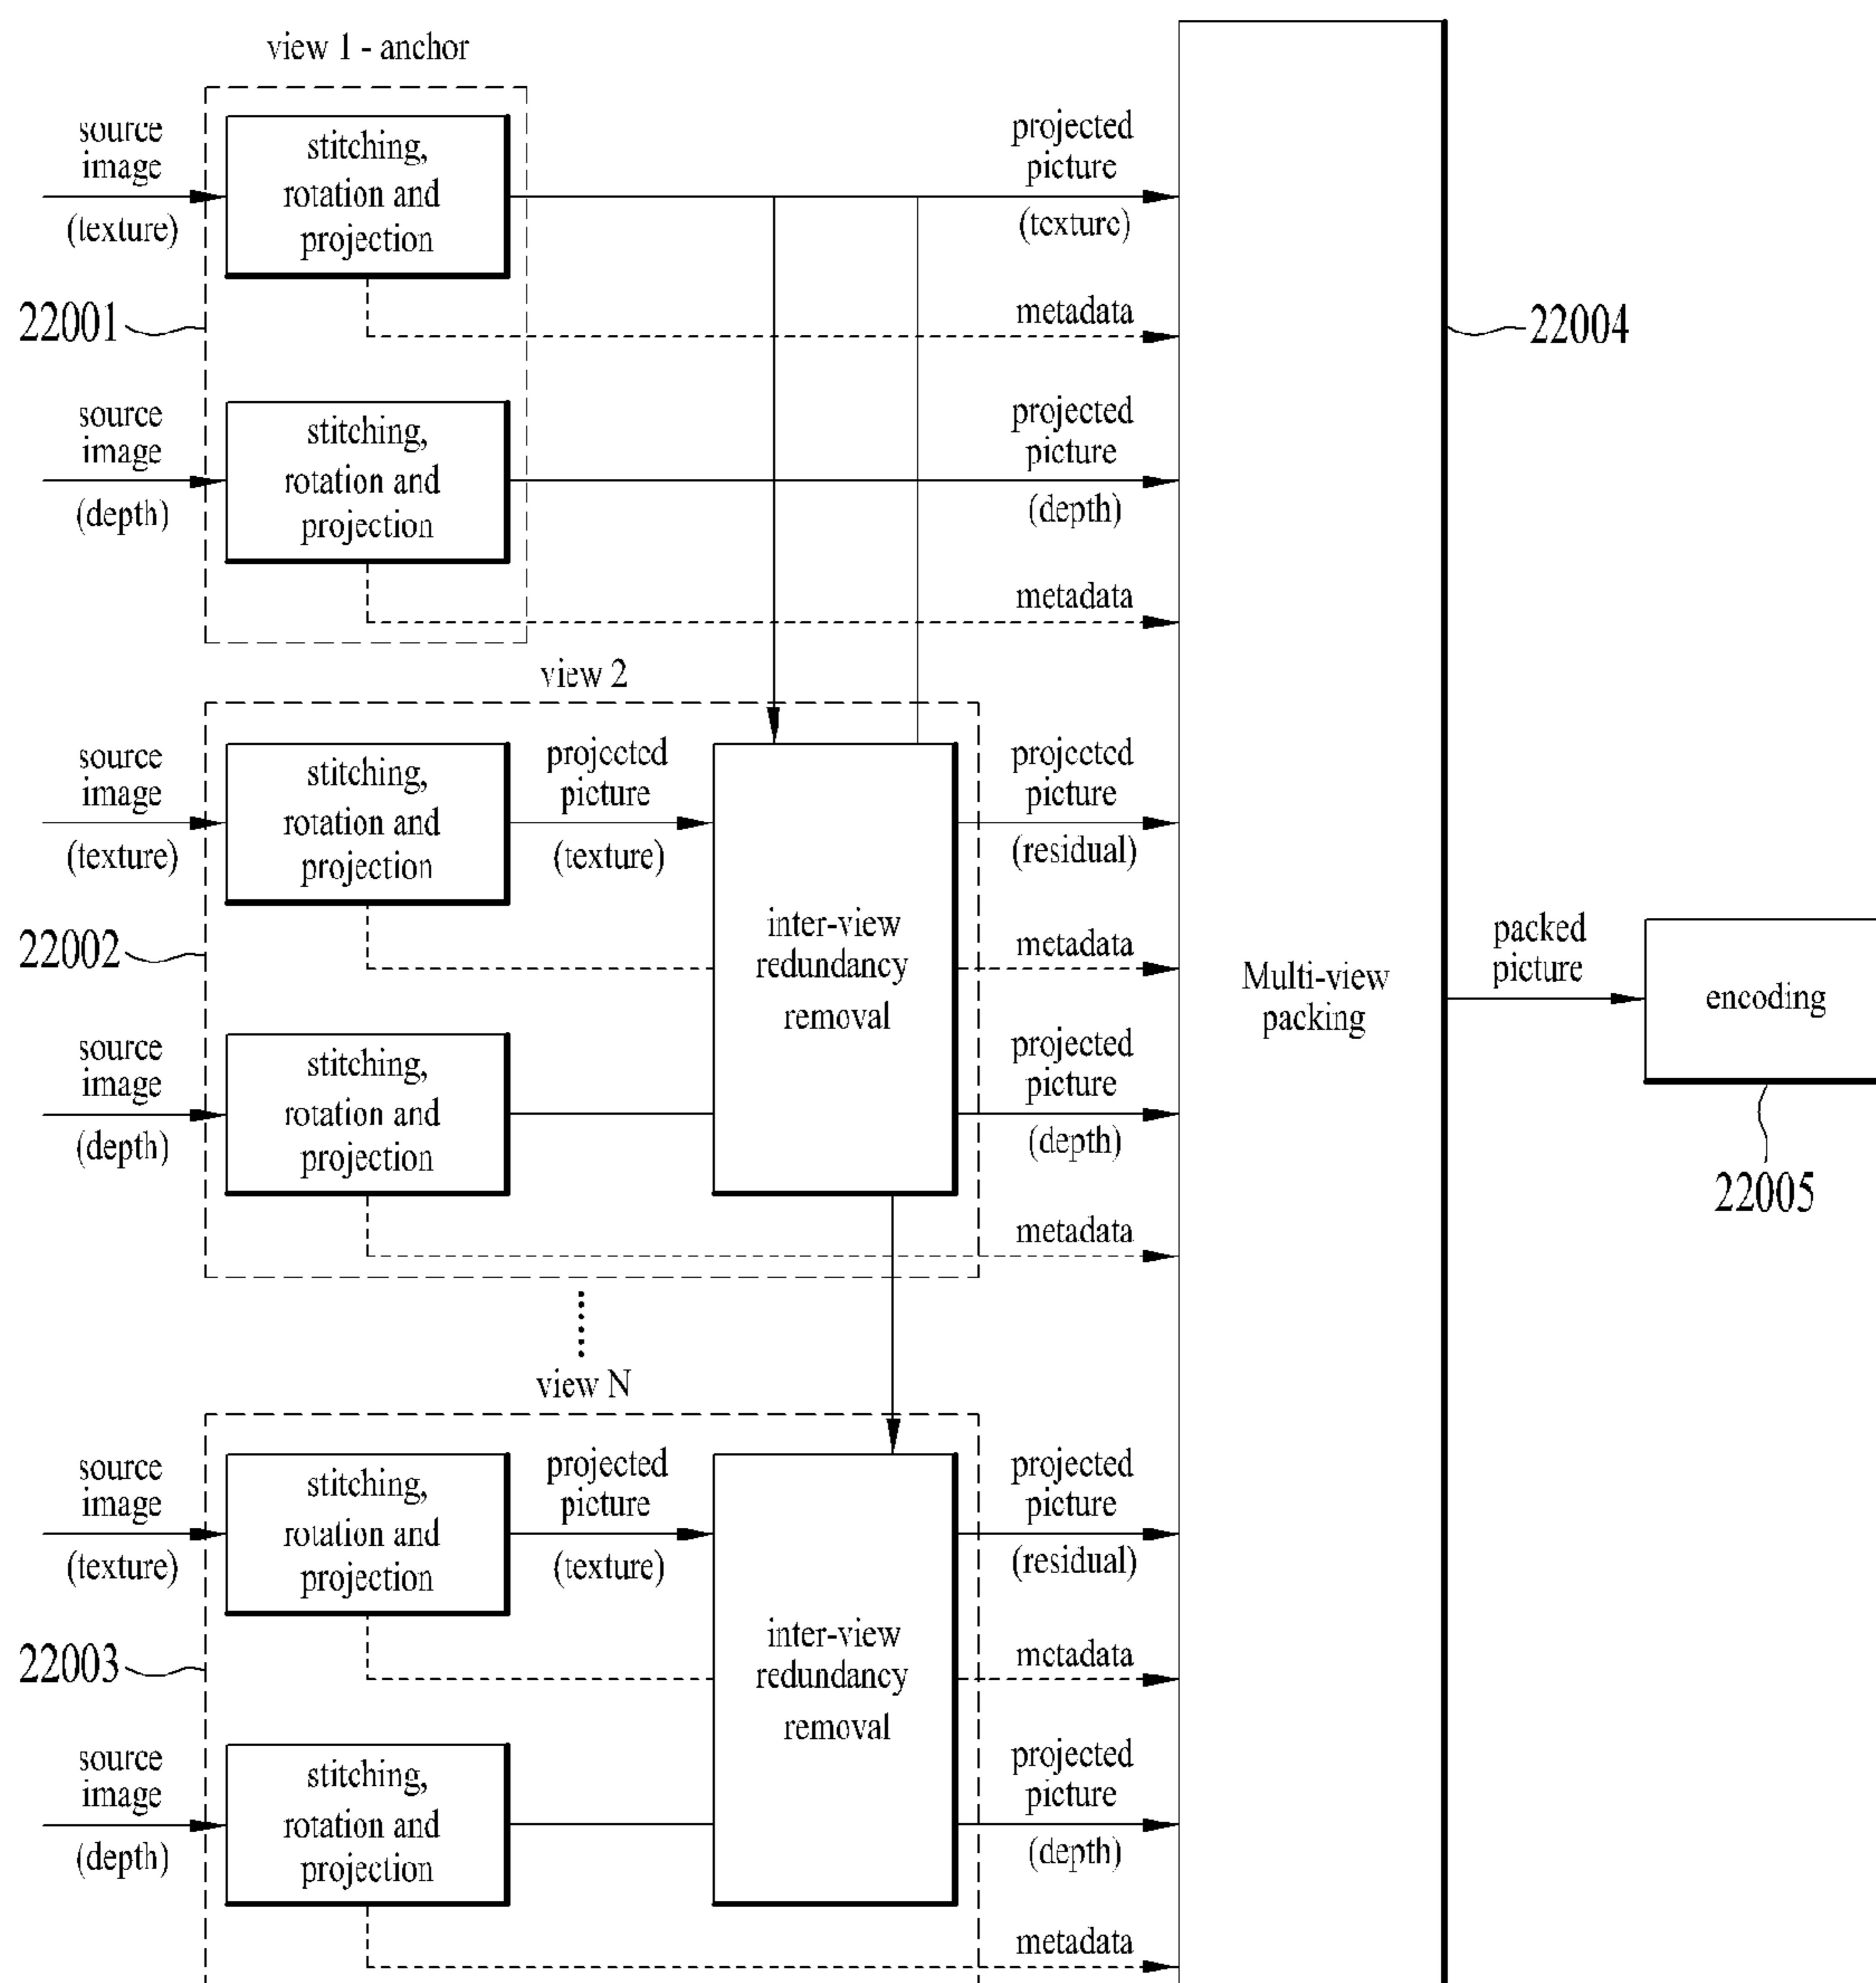 view 1 - anchor
source
image
(texture)
stitching,
rotation and
projection
projected
picture
(texture)
metadata
22001
22004
source
image
(depth)
stitching,
rotation and
projection
projected
picture
(depth)
metadata
view 2
source
image
(texture)
stitching,
rotation and
projection
projected
picture
(texture)
projected
picture
(residual)
inter-view
redundancy
removal
22002
metadata
source
image
(depth)
stitching,
rotation and
projection
projected
picture
(depth)
metadata
Multi-view
packing
packed
picture
encoding
22005
view N
source
image
(texture)
stitching,
rotation and
projection
projected
picture
(texture)
projected
picture
(residual)
inter-view
redundancy
removal
22003
metadata
source
image
(depth)
stitching,
rotation and
projection
projected
picture
(depth)
metadata